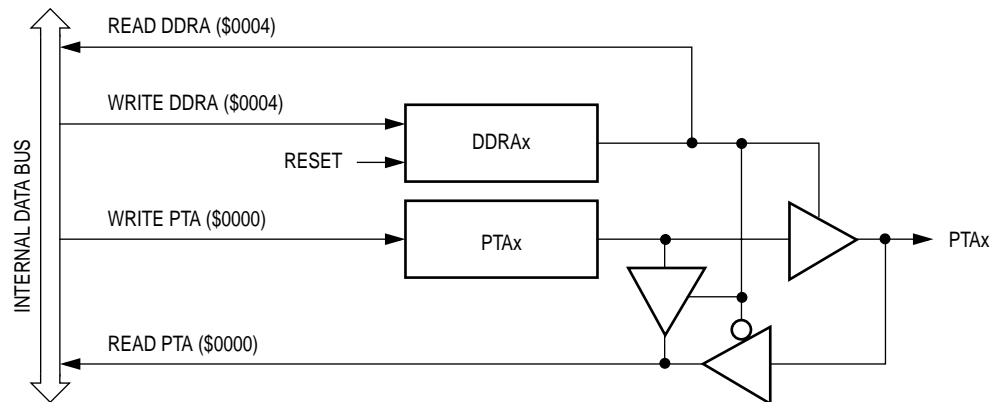 READ DDRA ($0004)
WRITE DDRA ($0004)
DDRAx
RESET
WRITE PTA ($0000)
PTAx
PTAx
READ PTA ($0000)
INTERNAL DATA BUS